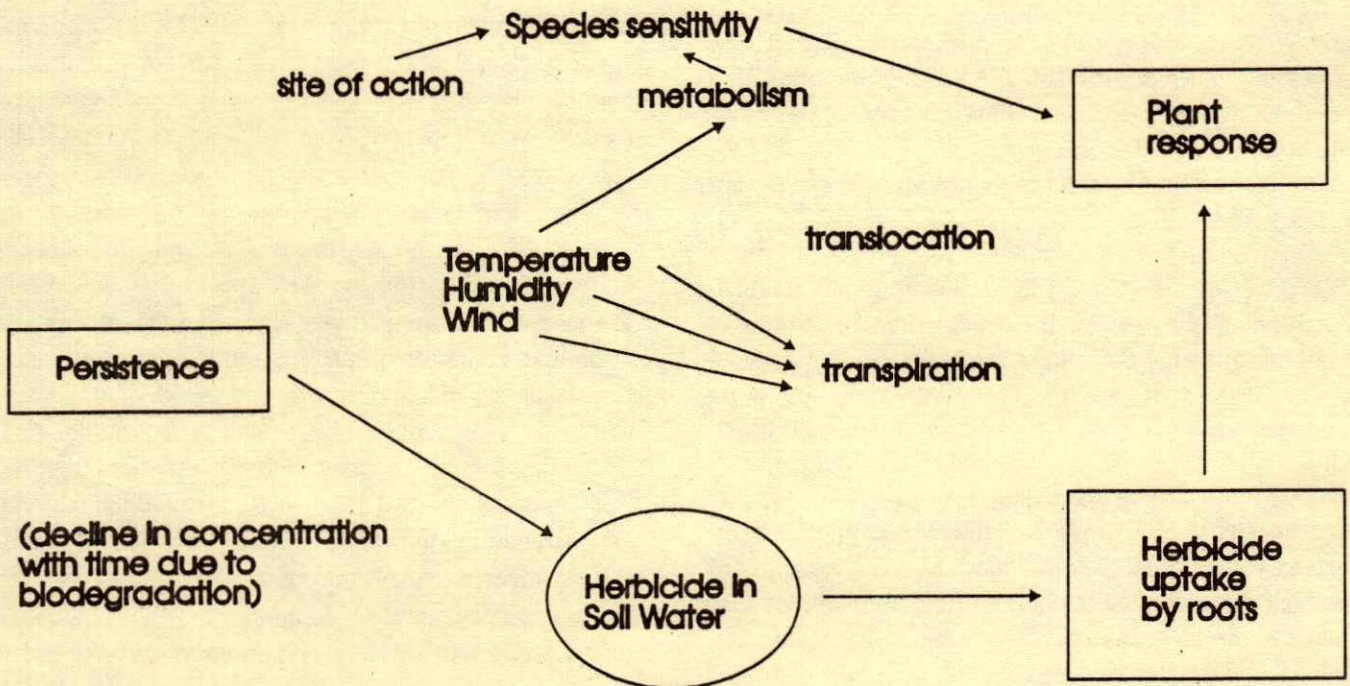 Species sensitivity
site of action
metabolism
Plant
response
translocation
Temperature
Humidity
Wind
Persistence
transpiration
(decline in concentration
with time due to
biodegradation)
Herbicide in
Soil Water
Herbicide
uptake
by roots